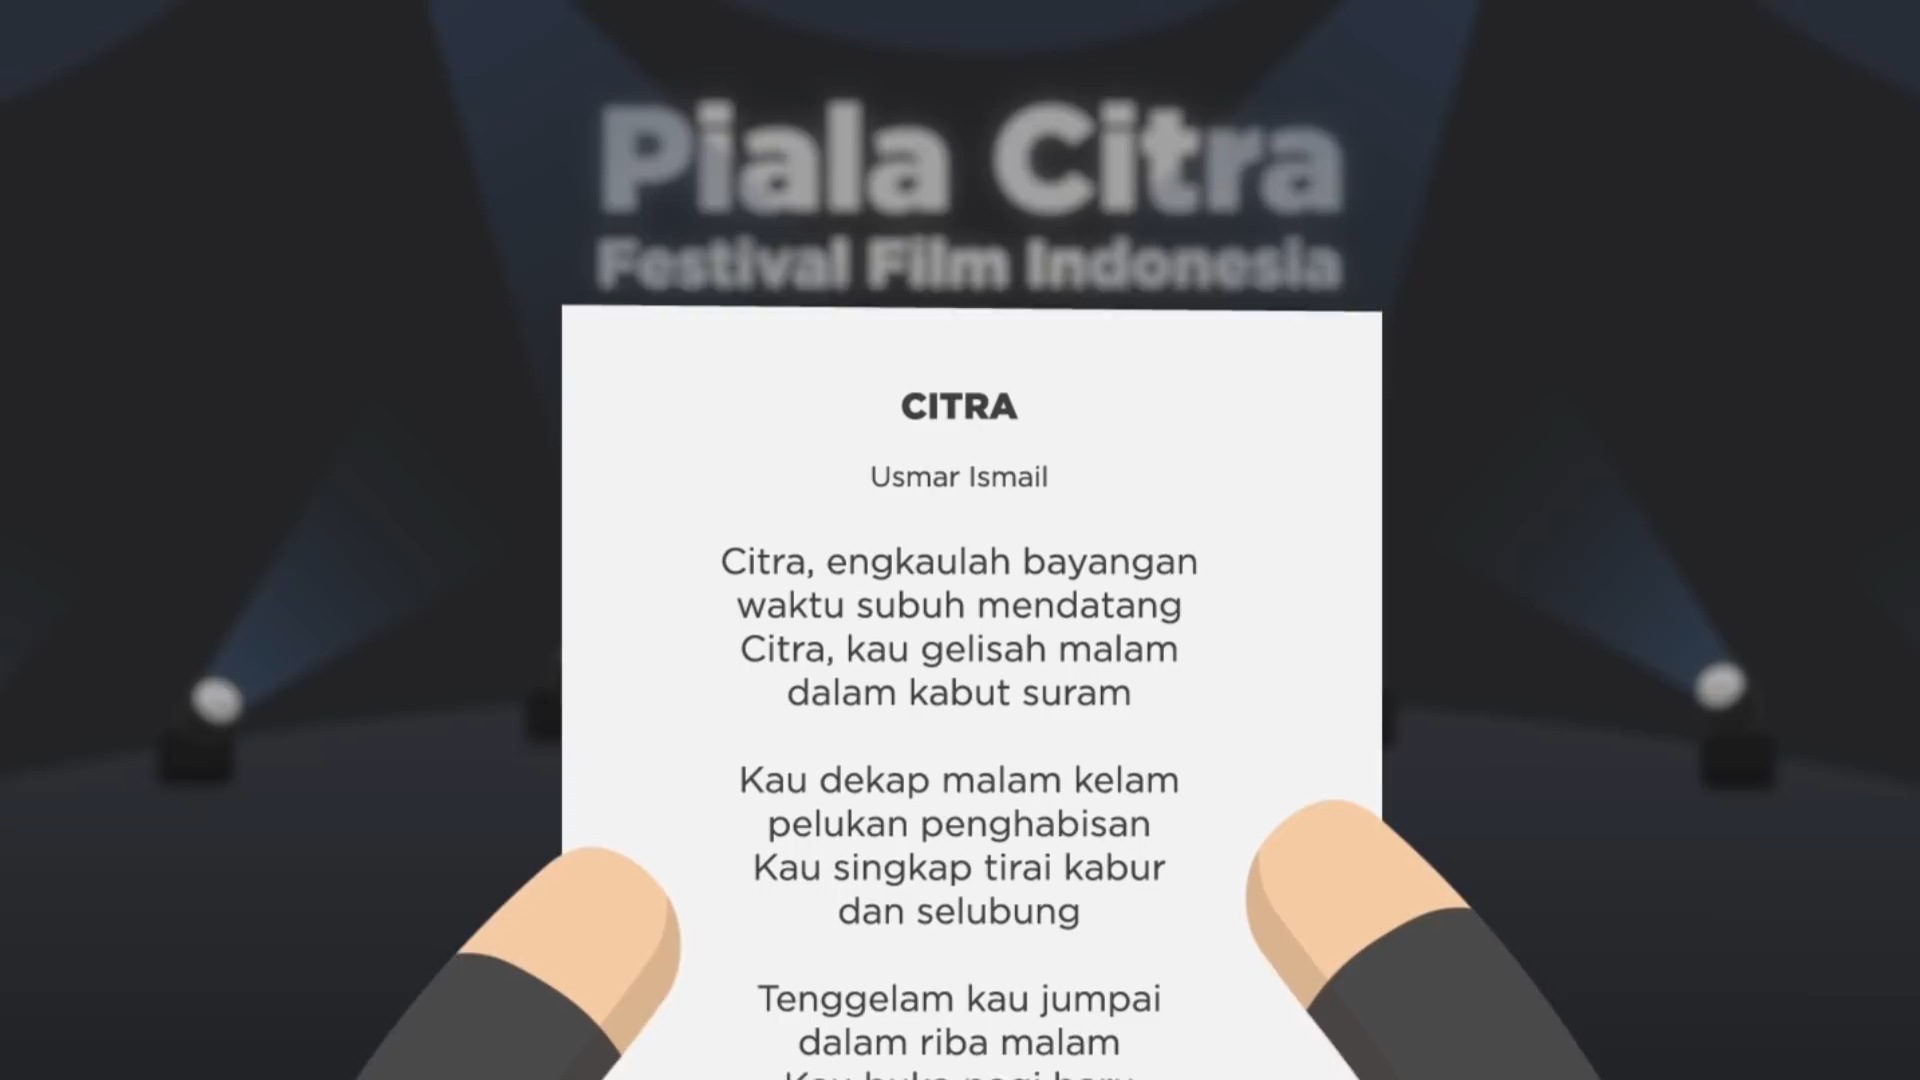 Piala Citra
Festival Film Indonesia
CITRA
Usmar Ismail
Citra, engkaulah bayangan
waktu subuh mendatang
Citra, kau gelisah malam
dalam kabut suram
Kau dekap malam kelam
pelukan penghabisan
Kau singkap tirai kabur
dan selubung
Tenggelam kau jumpai
dalam riba malam